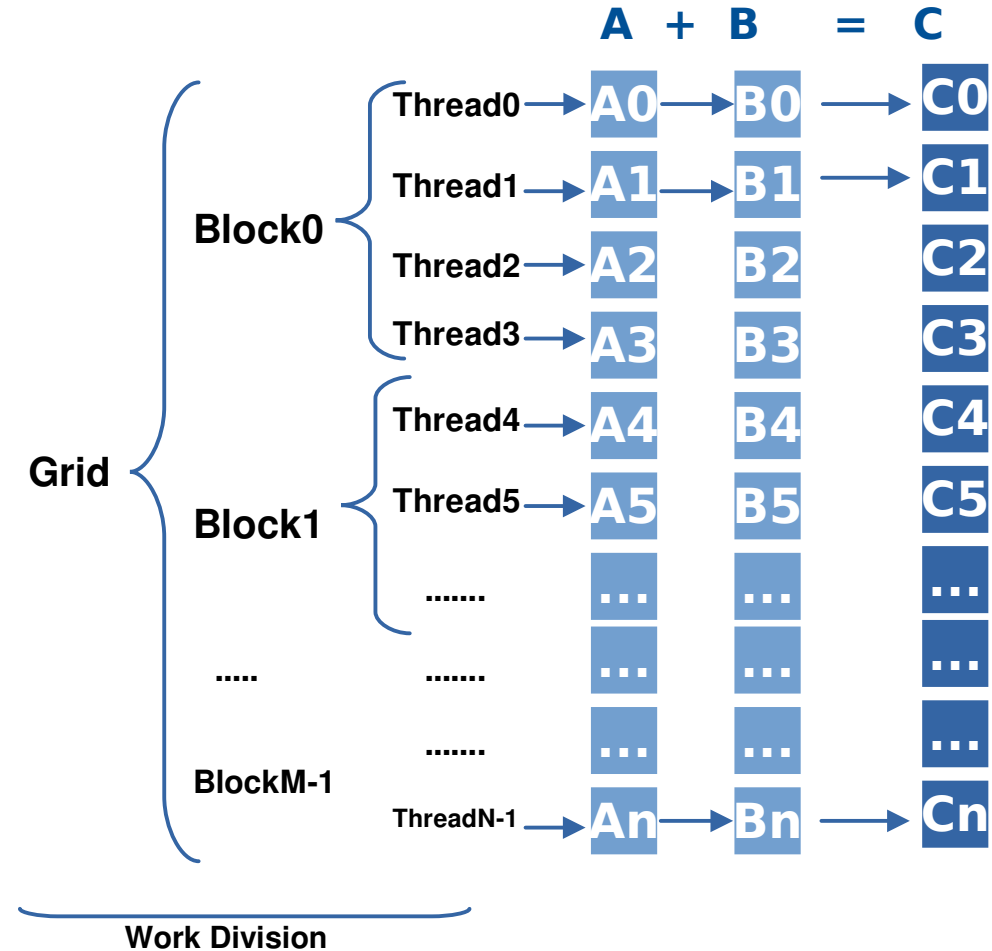 A + B = C
Thread0 A0 B0 C0
Thread1 A1 B1 C1
Block0
Thread2 A2 B2 C2
Thread3 A3 B3 C3
Thread4 A4 B4 C4
Grid
Thread5 A5 B5 C5
Block1
....... ... ... ...
..... ....... ... ... ...
....... ... ... ...
BlockM-1
ThreadN-1 An Bn Cn
Work Division